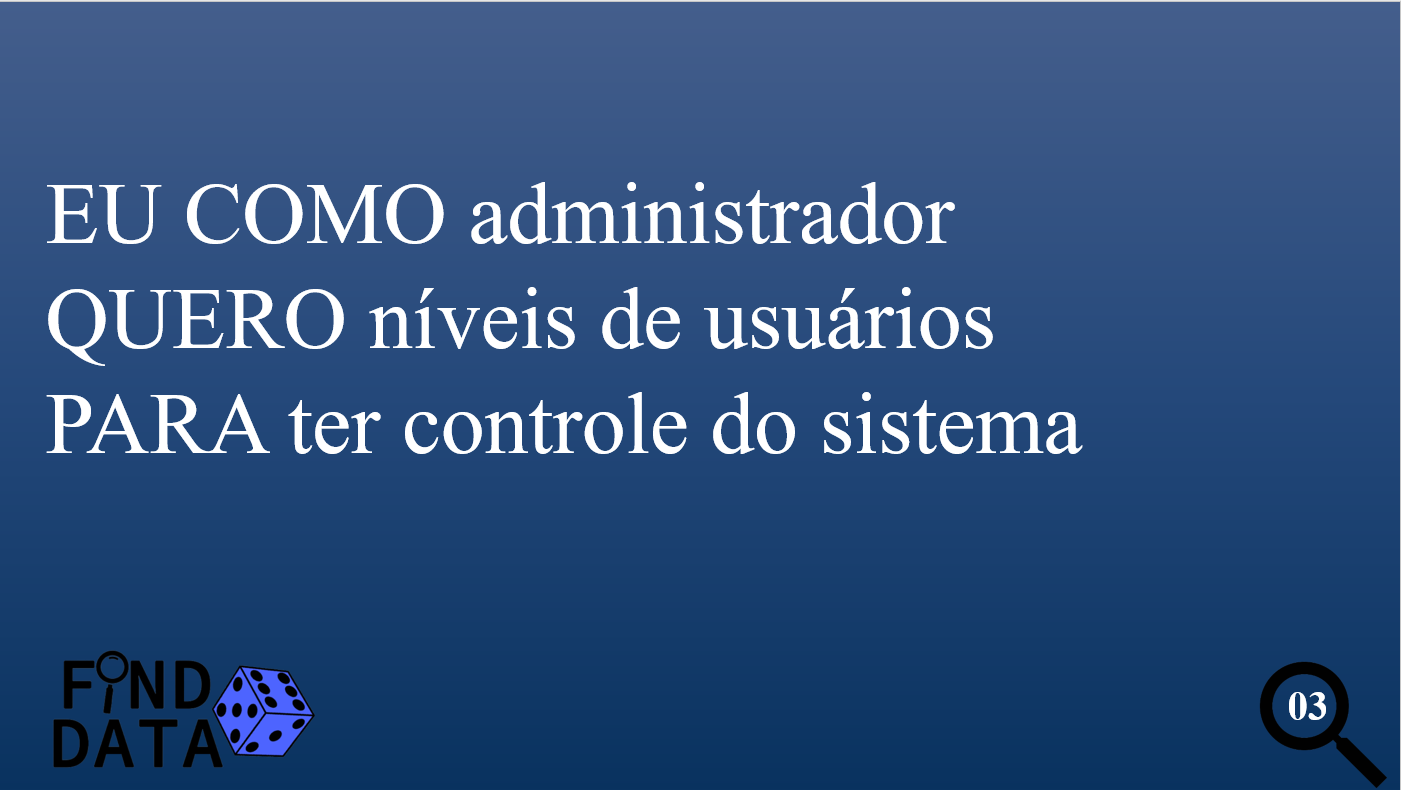 EU COMO administrador
QUERO níveis de usuários
PARA ter controle do sistema
FIND
DATA
03